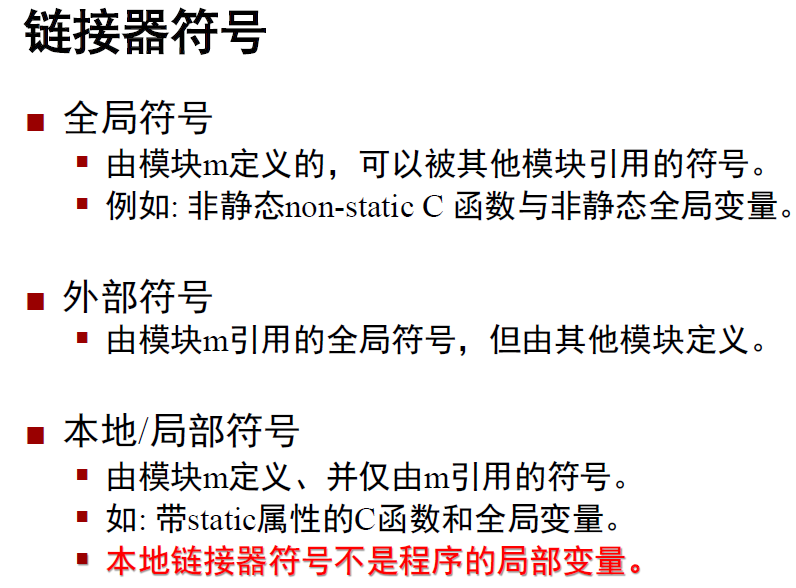 链接器符号
全局符号
由模块m定义的，可以被其他模块引用的符号。
例如: 非静态non-static C 函数与非静态全局变量。
外部符号
由模块m引用的全局符号，但由其他模块定义。
本地/局部符号
由模块m定义、并仅由m引用的符号。
如: 带static属性的C函数和全局变量。
本地链接器符号不是程序的局部变量。